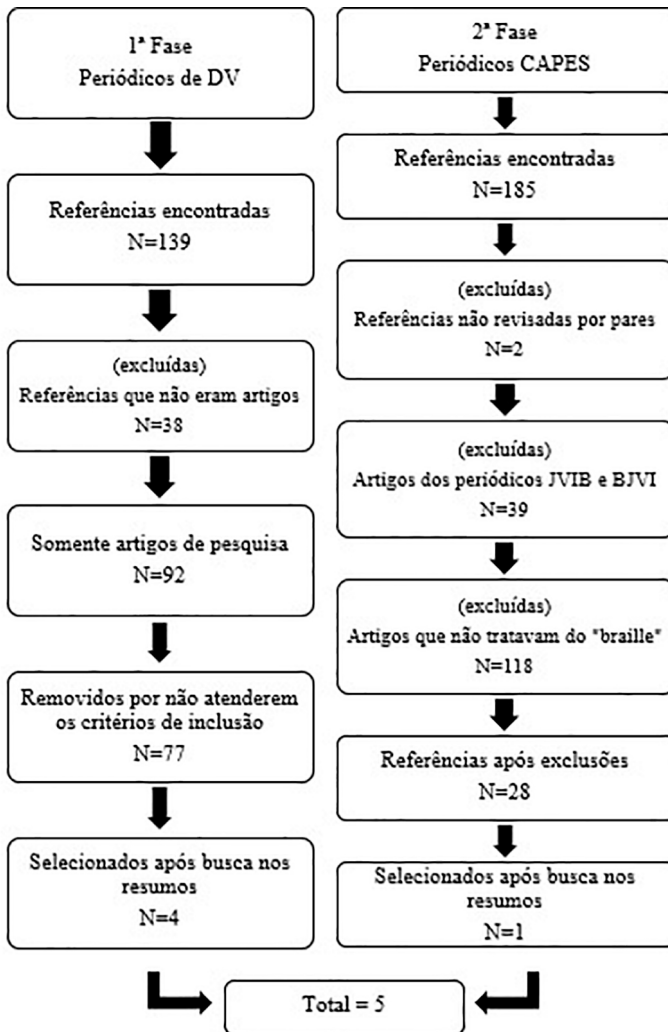 1ª Fase
Periódicos de DV
Referências encontradas
N=139
(excluídas)
Referências que não eram artigos
N=38
Somente artigos de pesquisa
N=92
Removidos por não atenderem
os critérios de inclusão
N=77
Selecionados após busca nos
resumos
N=4
2ª Fase
Periódicos CAPES
Referências encontradas
N=185
(excluídas)
Referências não revisadas por pares
N=2
(excluídas)
Artigos dos periódicos JVIB e BJVI
N=39
(excluídas)
Artigos que não tratavam do "braille"
N=118
Referências após exclusões
N=28
Selecionados após busca nos
resumos
N=1
Total = 5